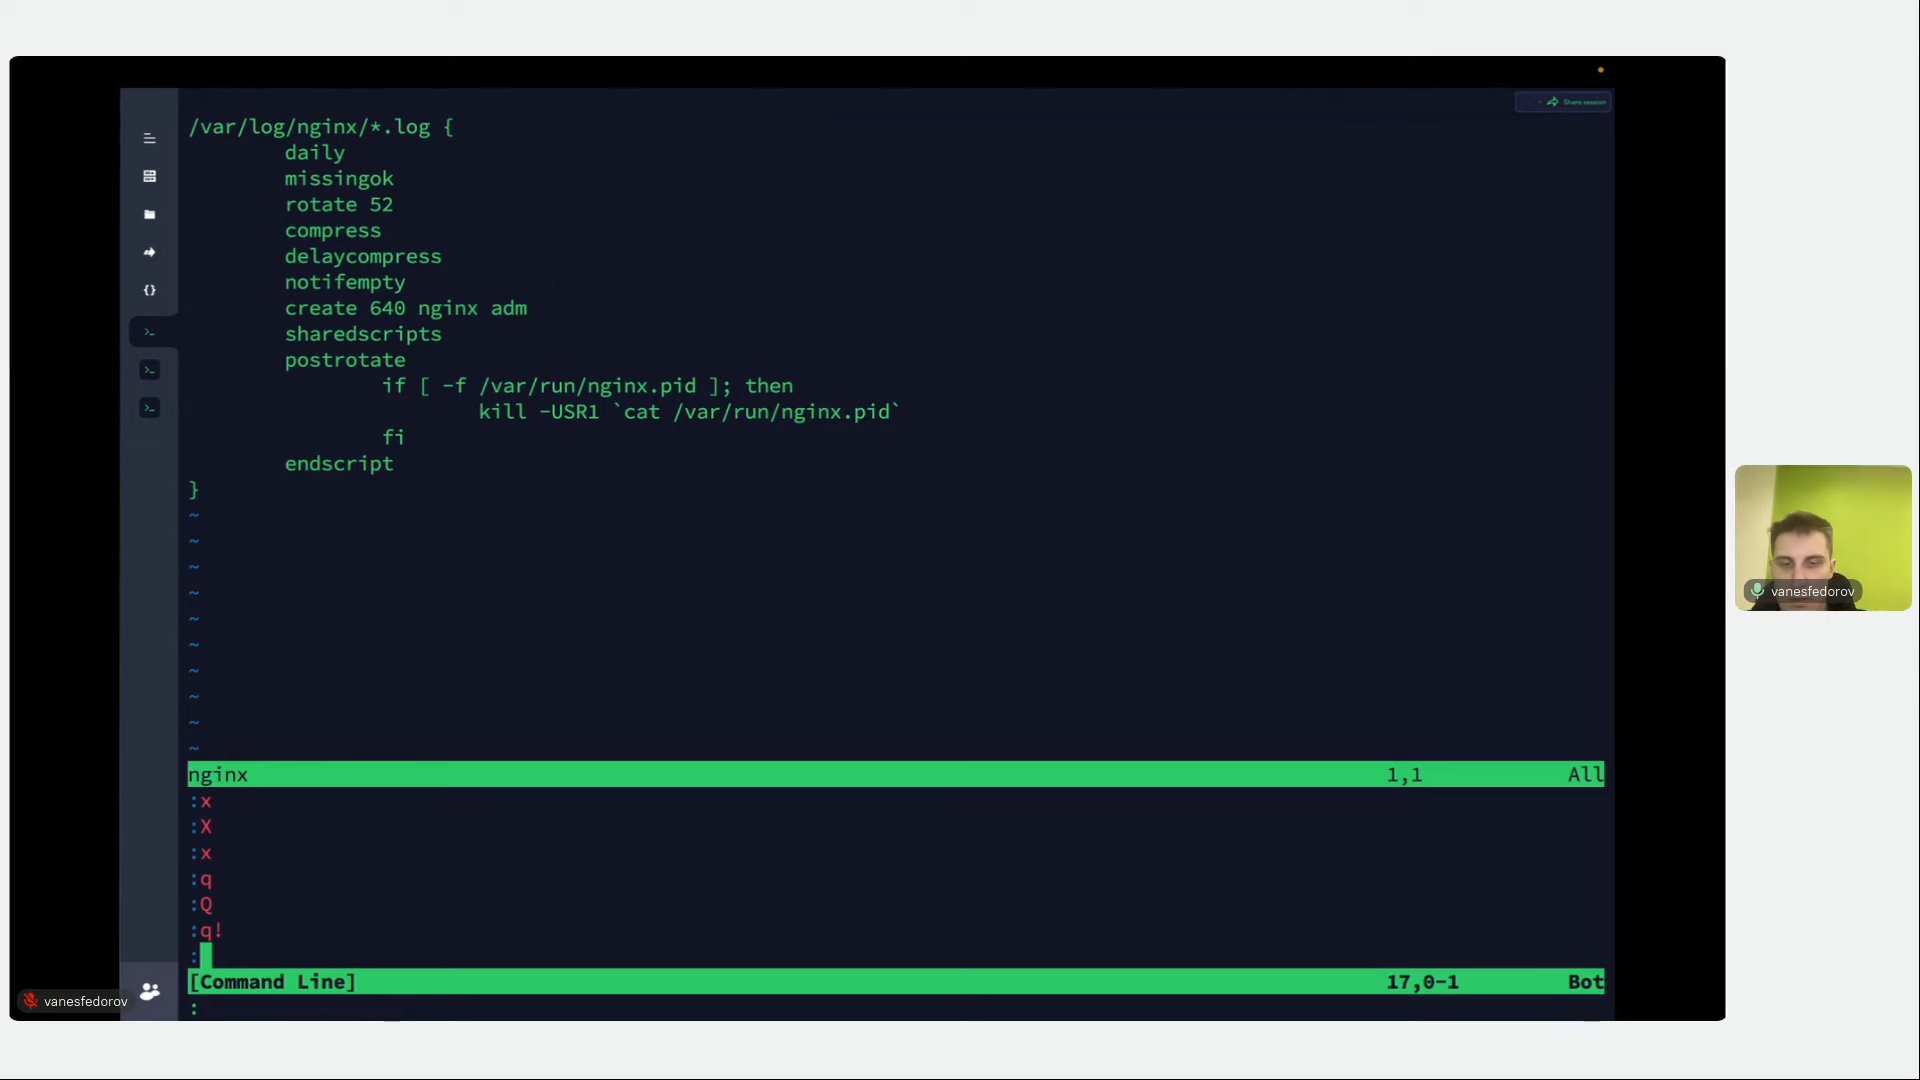 Share session
/var/log/nginx/*.log {
daily
missingok
rotate 52
compress
delaycompress
notifempty
create 640 nginx adm
sharedscripts
postrotate
if [ -f /var/run/nginx.pid ]; then
kill -USR1 `cat /var/run/nginx.pid`
fi
endscript
}
~
~
~
~
~
~
~
~
~
~
nginx 1,1 All
:x
:X
:x
:q
:Q
:q!
:
[Command Line] 17,0-1 Bot
:
vanesfedorov
vanesfedorov